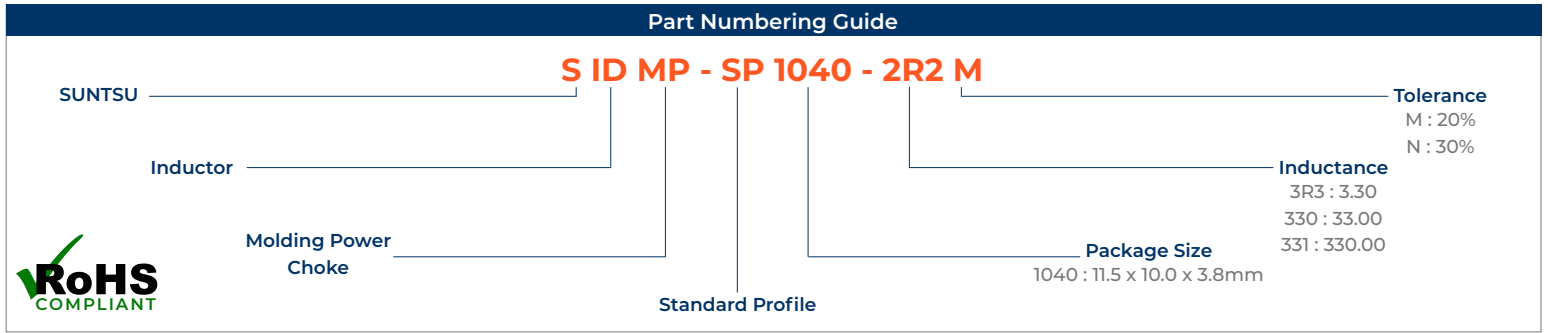 Part Numbering Guide
S ID MP - SP 1040 - 2R2 M
SUNTSU
Tolerance
M : 20%
N : 30%
Inductor
Inductance
3R3 : 3.30
330 : 33.00
331 : 330.00
Molding Power
Choke
Package Size
1040 : 11.5 x 10.0 x 3.8mm
Standard Profile
RoHS
COMPLIANT